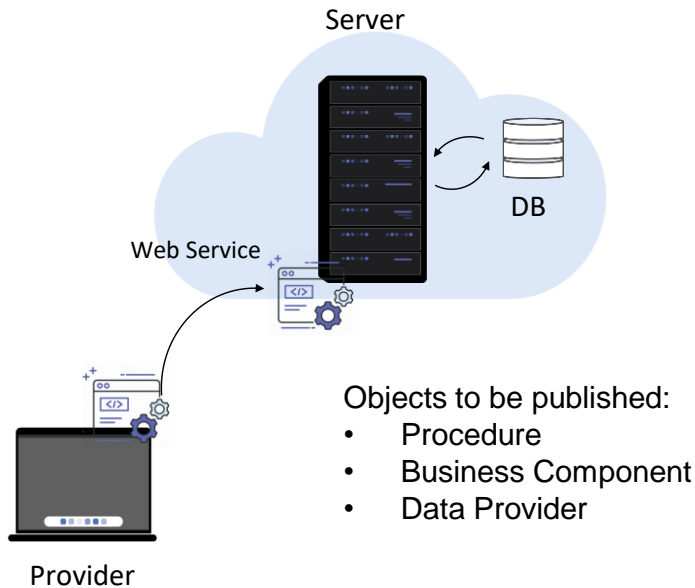 Server
DB
Web Service
</>
</>
Objects to be published:
• Procedure
• Business Component
• Data Provider
Provider